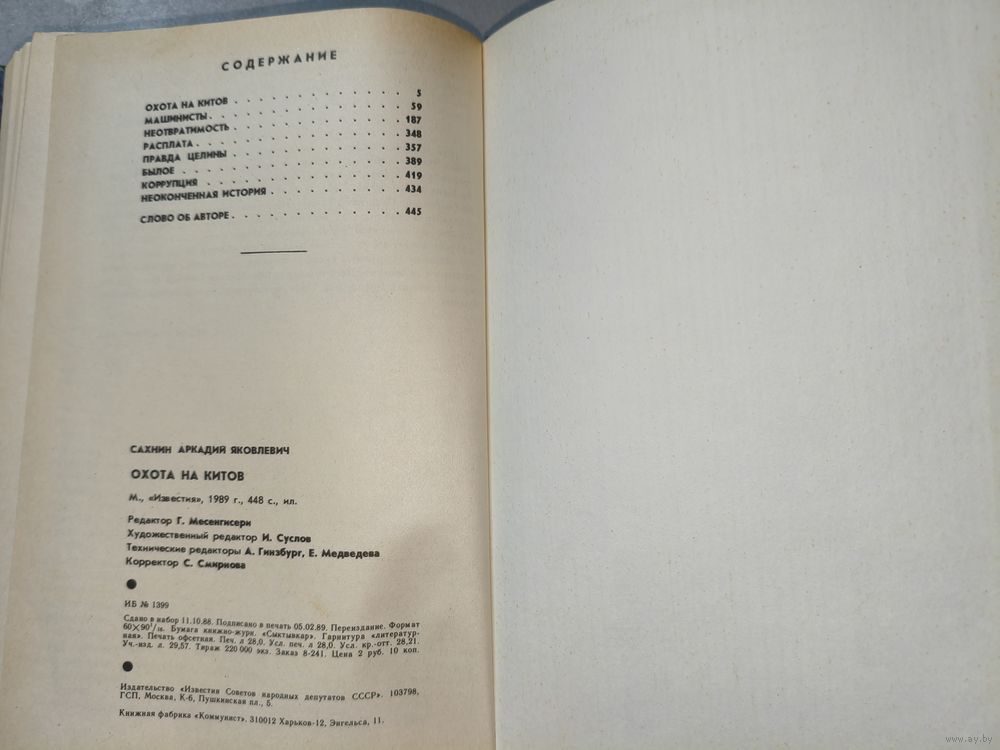 СОДЕРЖАНИЕ
ОХОТА НА КИТОВ . . . . . . . . . . . . 5
МАШИНИСТЫ . . . . . . . . . . . . . 59
НЕОТВРАТИМОСТЬ . . . . . . . . . . . . 187
РАСПЛАТА . . . . . . . . . . . . . . 348
ПРАВДА ЦЕЛИНЫ . . . . . . . . . . . . 357
БЫЛОЕ . . . . . . . . . . . . . . . 389
КОРРУПЦИЯ . . . . . . . . . . . . . 419
НЕОКОНЧЕННАЯ ИСТОРИЯ . . . . . . . . . . 434
СЛОВО ОБ АВТОРЕ . . . . . . . . . . . . 445
САХНИН АРКАДИЙ ЯКОВЛЕВИЧ
ОХОТА НА КИТОВ
М., «Известия», 1989 г., 448 с., ил.
Редактор Г. Месенгисери
Художественный редактор И. Суслов
Технические редакторы А. Гинзбург, Е. Медведева
Корректор С. Смирнова
ИБ № 1399
Сдано в набор 11.10.88. Подписано в печать 05.02.89. Переиздание. Формат
60×90¹/₁₆. Бумага книжно-журн. «Сыктывкар». Гарнитура «литератур-
ная». Печать офсетная. Печ. л 28,0. Усл. печ. л 28,0. Усл. кр.-отт. 28,21.
Уч.-изд. л. 29,57. Тираж 220 000 экз. Заказ 8-241. Цена 2 руб. 10 коп.
Издательство «Известия Советов народных депутатов СССР». 103798,
ГСП, Москва, К-6, Пушкинская пл., 5.
Книжная фабрика «Коммунист». 310012 Харьков-12, Энгельса, 11.
www.ay.by